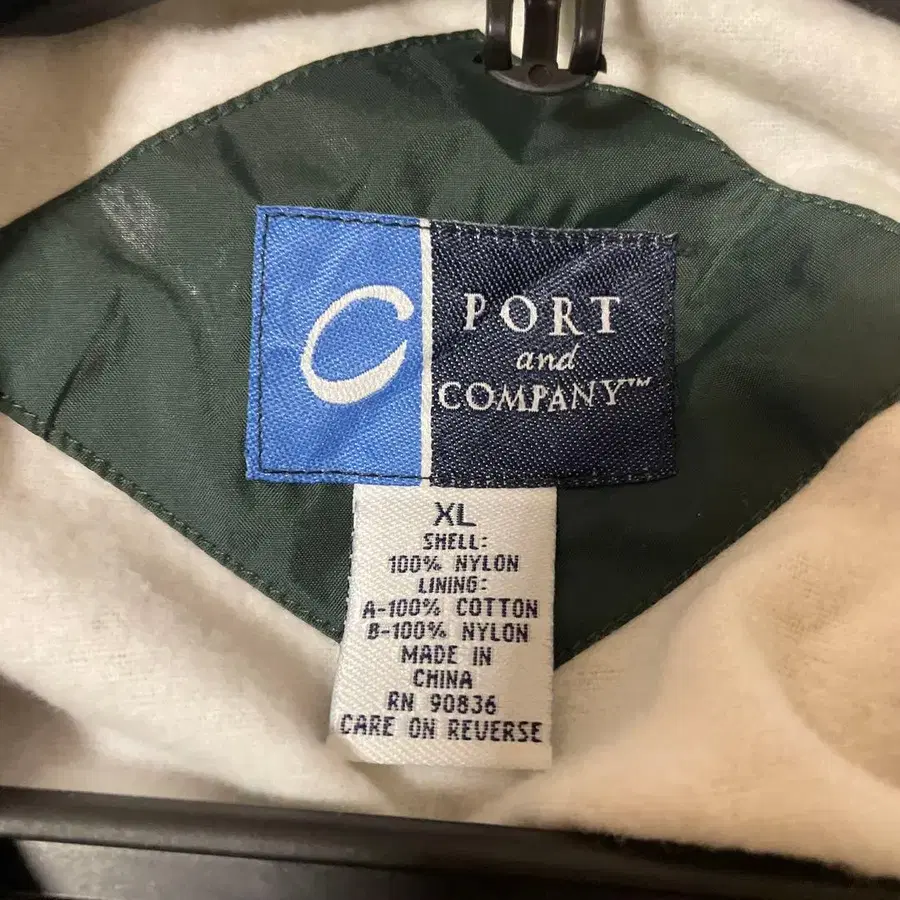 C
PORT
and
COMPANY™
XL
SHELL:
100% NYLON
LINING:
A-100% COTTON
B-100% NYLON
MADE IN
CHINA
RN 90836
CARE ON REVERSE